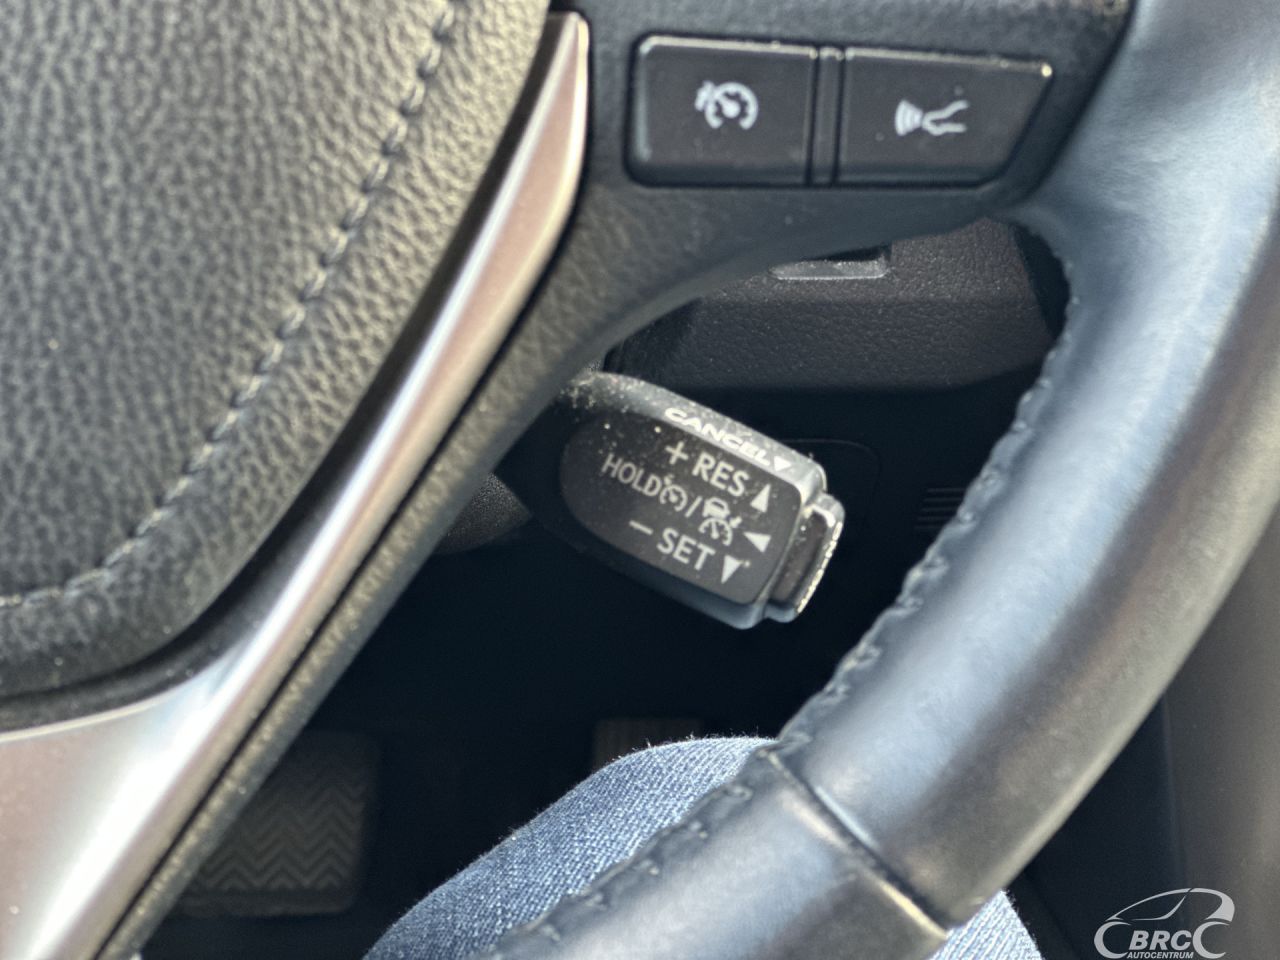 CANCEL▼
+ RES ▲
HOLD / ◄
− SET ▼
BRC
AUTOCENTRUM